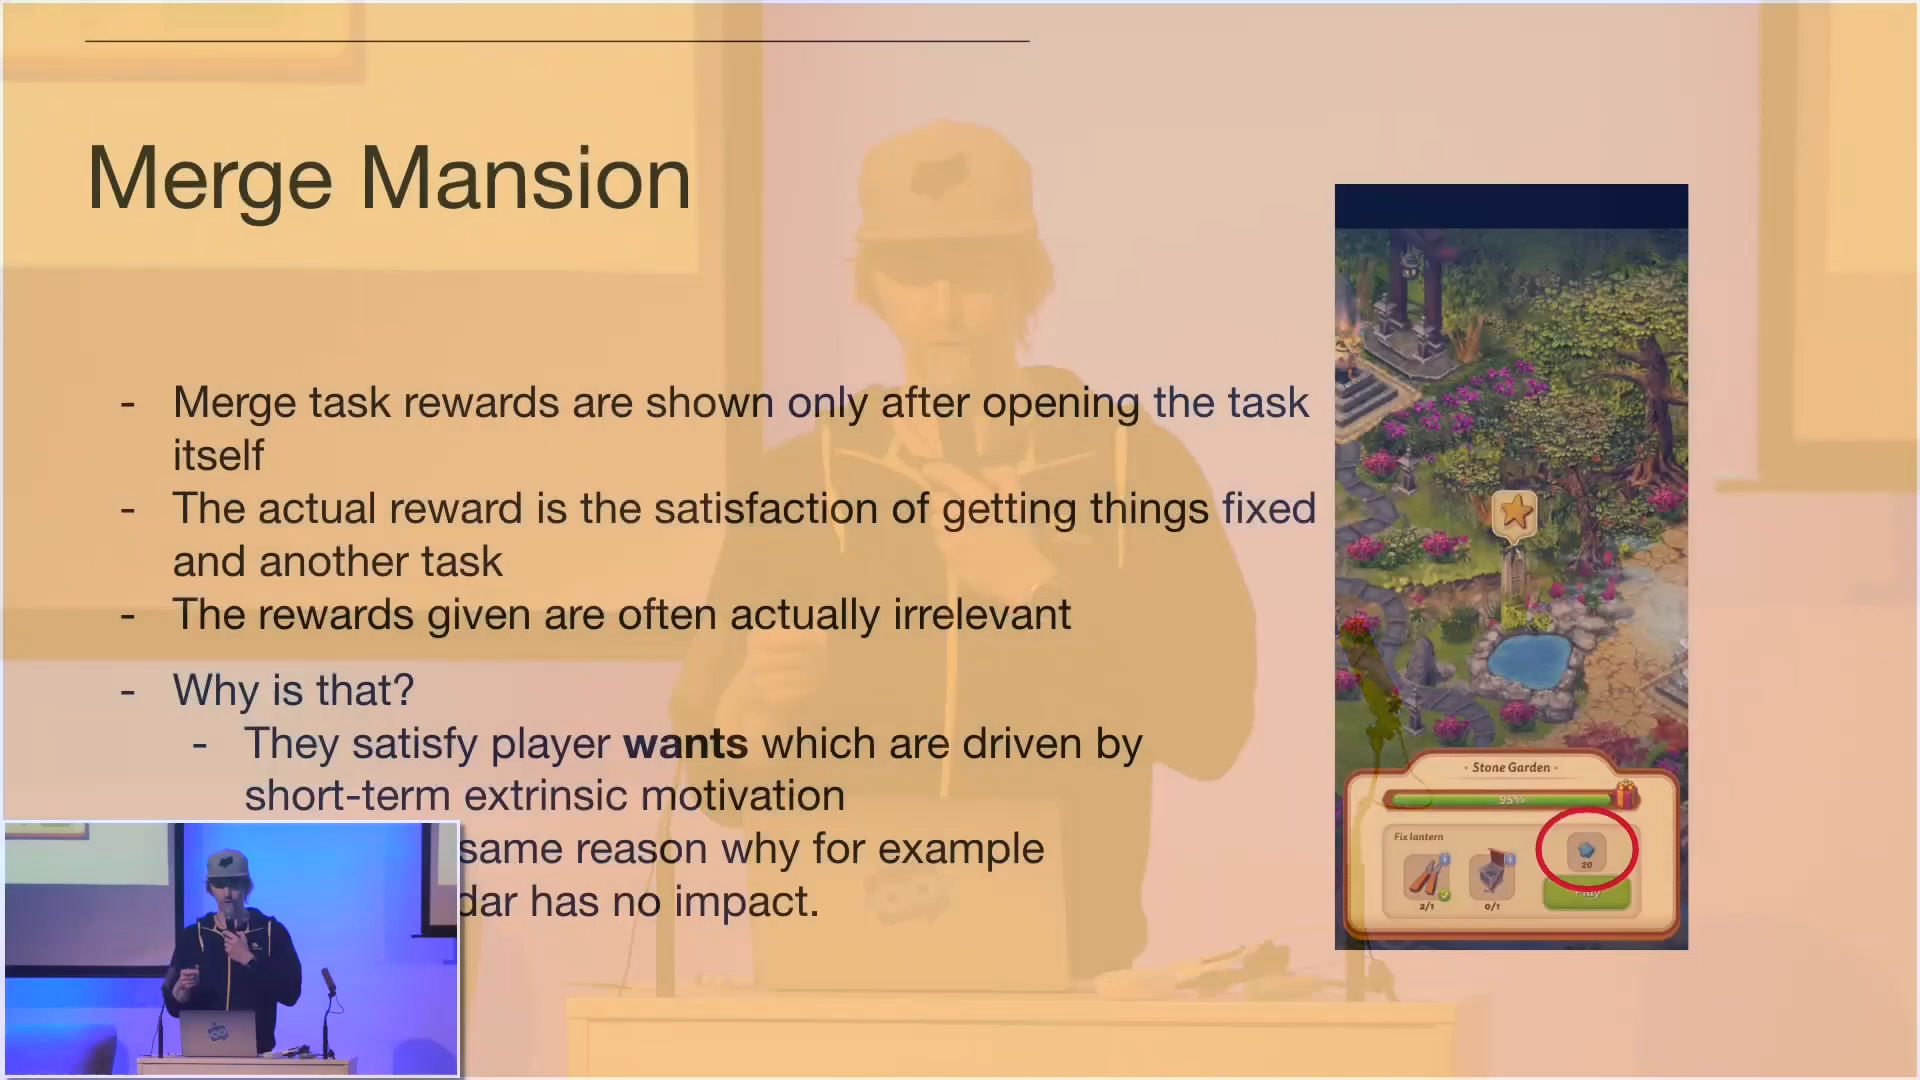 Merge Mansion
- Merge task rewards are shown only after opening the task
itself
- The actual reward is the satisfaction of getting things fixed
and another task
- The rewards given are often actually irrelevant
- Why is that?
- They satisfy player wants which are driven by
short-term extrinsic motivation
same reason why for example
dar has no impact.
Stone Garden
95%
Fix lantern
20
2/1
0/1
Play